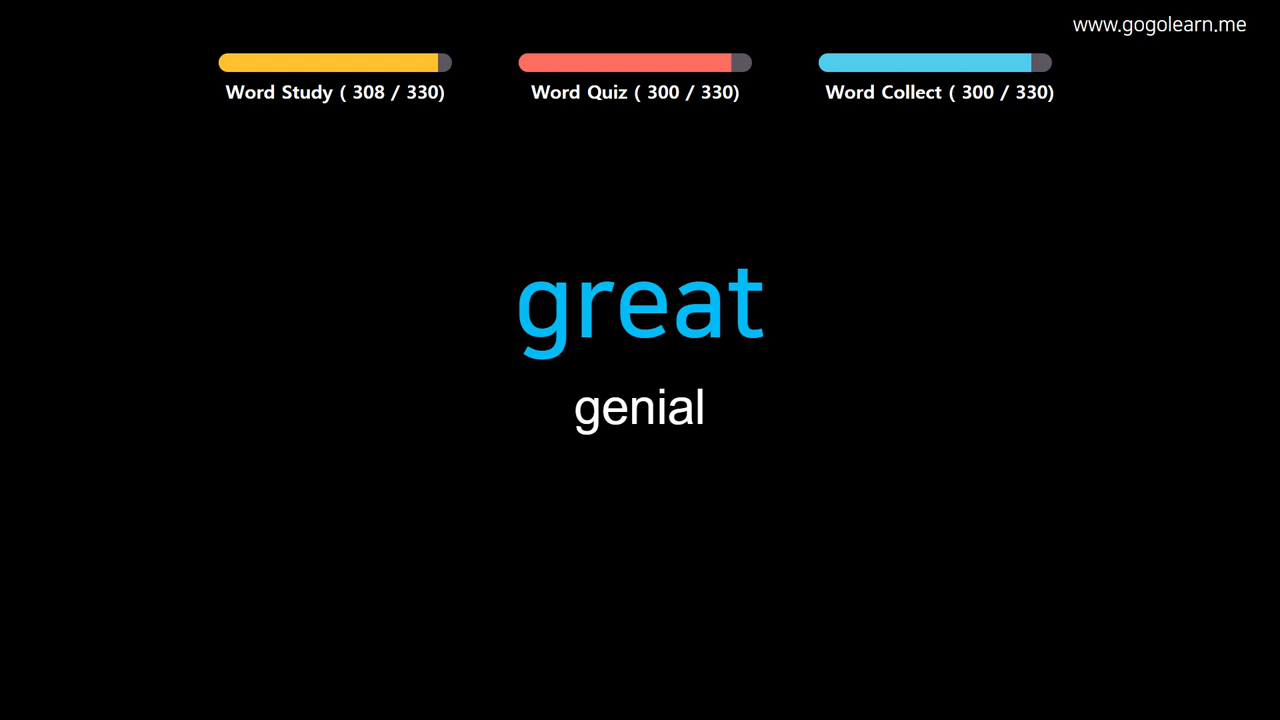 www.gogolearn.me
Word Study ( 308 / 330)
Word Quiz ( 300 / 330)
Word Collect ( 300 / 330)
great
genial